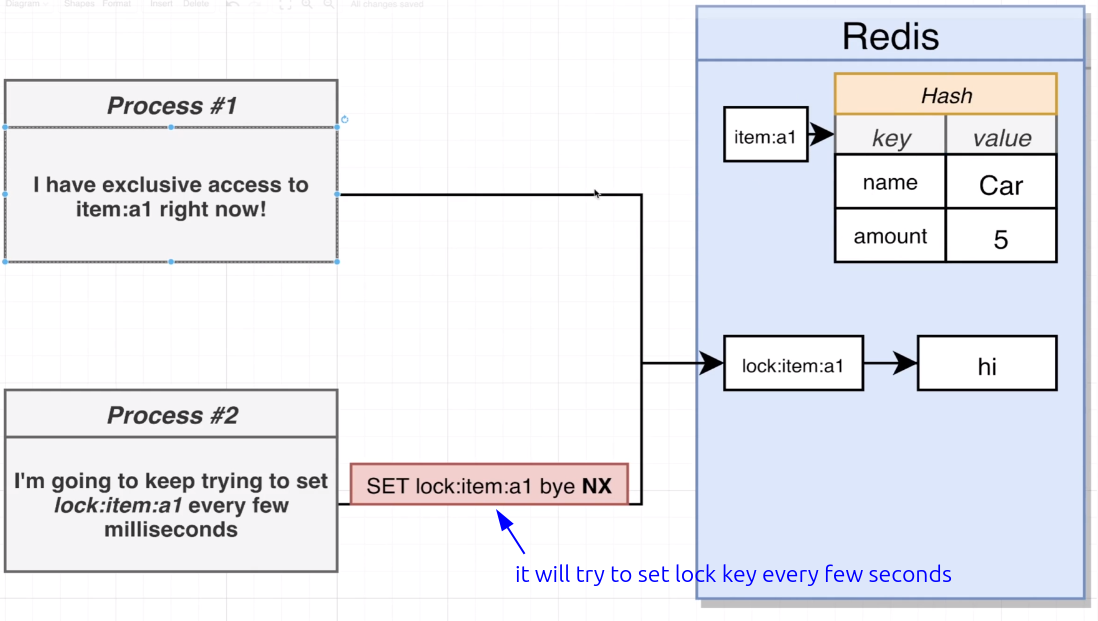 Diagram Shapes Format Insert Delete All changes saved
Redis
Process #1
I have exclusive access to
item:a1 right now!
Hash
item:a1
key value
name Car
amount 5
lock:item:a1 hi
Process #2
I'm going to keep trying to set
lock:item:a1 every few
milliseconds
SET lock:item:a1 bye NX
it will try to set lock key every few seconds